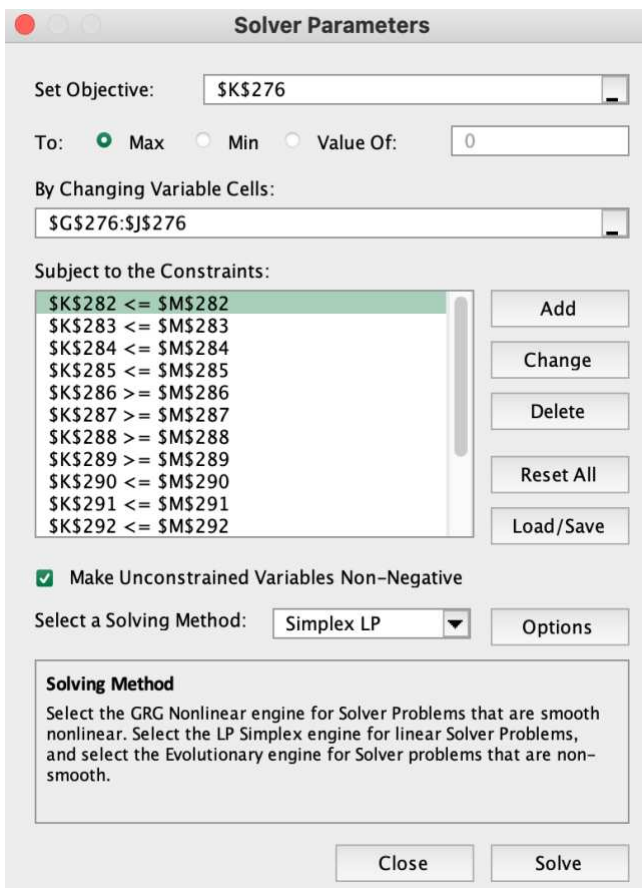 Solver Parameters
Set Objective: $K$276
To: Max Min Value Of: 0
By Changing Variable Cells:
$G$276:$J$276
Subject to the Constraints:
$K$282 <= $M$282
$K$283 <= $M$283
$K$284 <= $M$284
$K$285 <= $M$285
$K$286 >= $M$286
$K$287 >= $M$287
$K$288 >= $M$288
$K$289 >= $M$289
$K$290 <= $M$290
$K$291 <= $M$291
$K$292 <= $M$292
Add
Change
Delete
Reset All
Load/Save
Make Unconstrained Variables Non-Negative
Select a Solving Method: Simplex LP Options
Solving Method
Select the GRG Nonlinear engine for Solver Problems that are smooth
nonlinear. Select the LP Simplex engine for linear Solver Problems,
and select the Evolutionary engine for Solver problems that are non-
smooth.
Close Solve